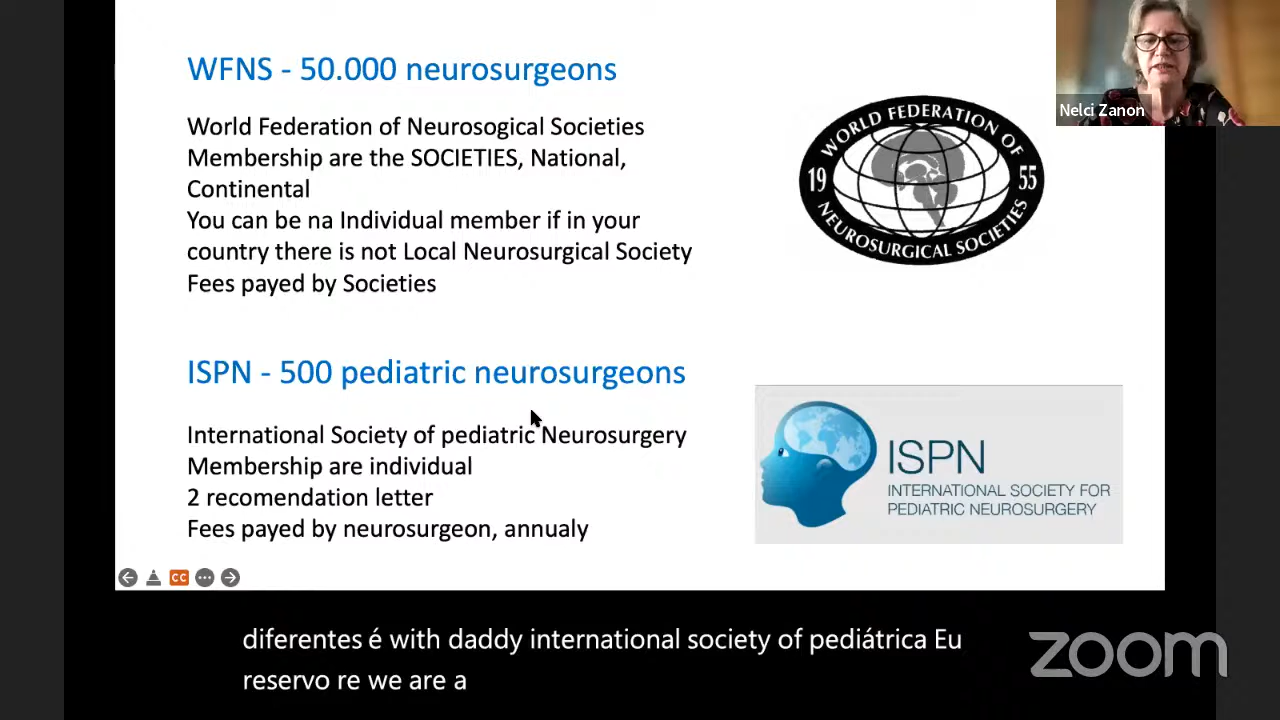 WFNS - 50.000 neurosurgeons
World Federation of Neurosogical Societies
Membership are the SOCIETIES, National,
Continental
You can be na Individual member if in your
country there is not Local Neurosurgical Society
Fees payed by Societies
WORLD FEDERATION OF
19 55
NEUROSURGICAL SOCIETIES
Nelci Zanon
ISPN - 500 pediatric neurosurgeons
International Society of pediatric Neurosurgery
Membership are individual
2 recomendation letter
Fees payed by neurosurgeon, annualy
ISPN
INTERNATIONAL SOCIETY FOR
PEDIATRIC NEUROSURGERY
CC
diferentes é with daddy international society of pediátrica Eu
reservo re we are a
zoom